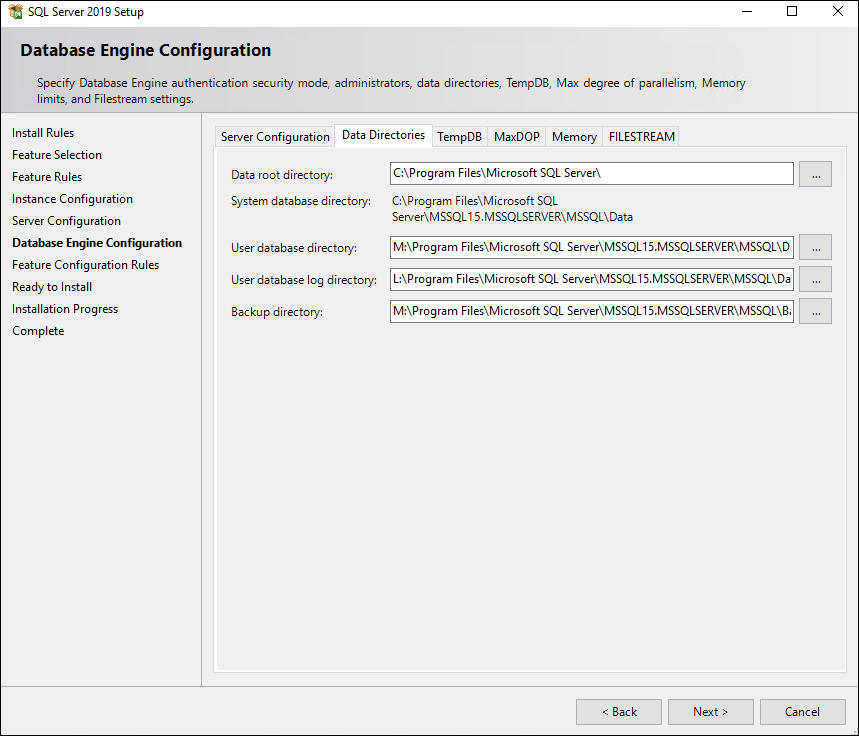 SQL Server 2019 Setup
Database Engine Configuration
Specify Database Engine authentication security mode, administrators, data directories, TempDB, Max degree of parallelism, Memory
limits, and Filestream settings.
Install Rules
Feature Selection
Feature Rules
Instance Configuration
Server Configuration
Database Engine Configuration
Feature Configuration Rules
Ready to Install
Installation Progress
Complete
Server Configuration Data Directories TempDB MaxDOP Memory FILESTREAM
Data root directory: C:\Program Files\Microsoft SQL Server\ ...
System database directory: C:\Program Files\Microsoft SQL
Server\MSSQL15.MSSQLSERVER\MSSQL\Data
User database directory: M:\Program Files\Microsoft SQL Server\MSSQL15.MSSQLSERVER\MSSQL\D ...
User database log directory: L:\Program Files\Microsoft SQL Server\MSSQL15.MSSQLSERVER\MSSQL\Da ...
Backup directory: M:\Program Files\Microsoft SQL Server\MSSQL15.MSSQLSERVER\MSSQL\Ba ...
< Back Next > Cancel